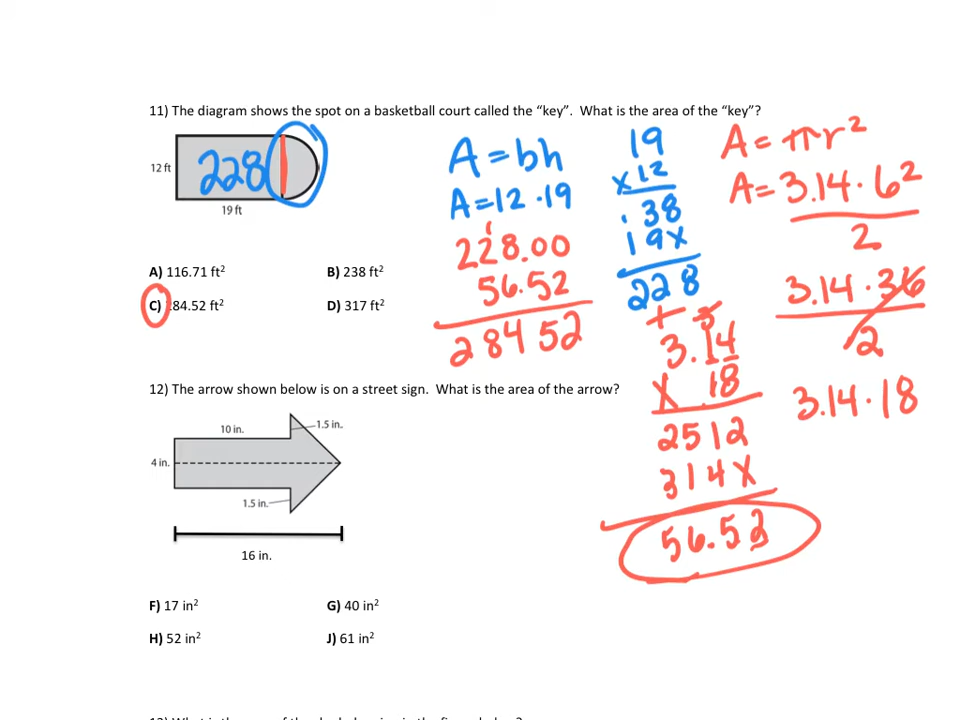 11) The diagram shows the spot on a basketball court called the “key”. What is the area of the “key”?
12 ft
228
19 ft
A) 116.71 ft²
B) 238 ft²
C) 84.52 ft²
D) 317 ft²
A = bh
A = 12 · 19
1
228.00
56.52
284 52
19
x 12
1 38
19x
228
+ 3
3.14
x .18
2512
314x
56.52
A = πr²
A = 3.14 · 6²
2
3.14 · 36
2
3.14 · 18
12) The arrow shown below is on a street sign. What is the area of the arrow?
10 in.
1.5 in.
4 in.
1.5 in.
16 in.
F) 17 in²
G) 40 in²
H) 52 in²
J) 61 in²